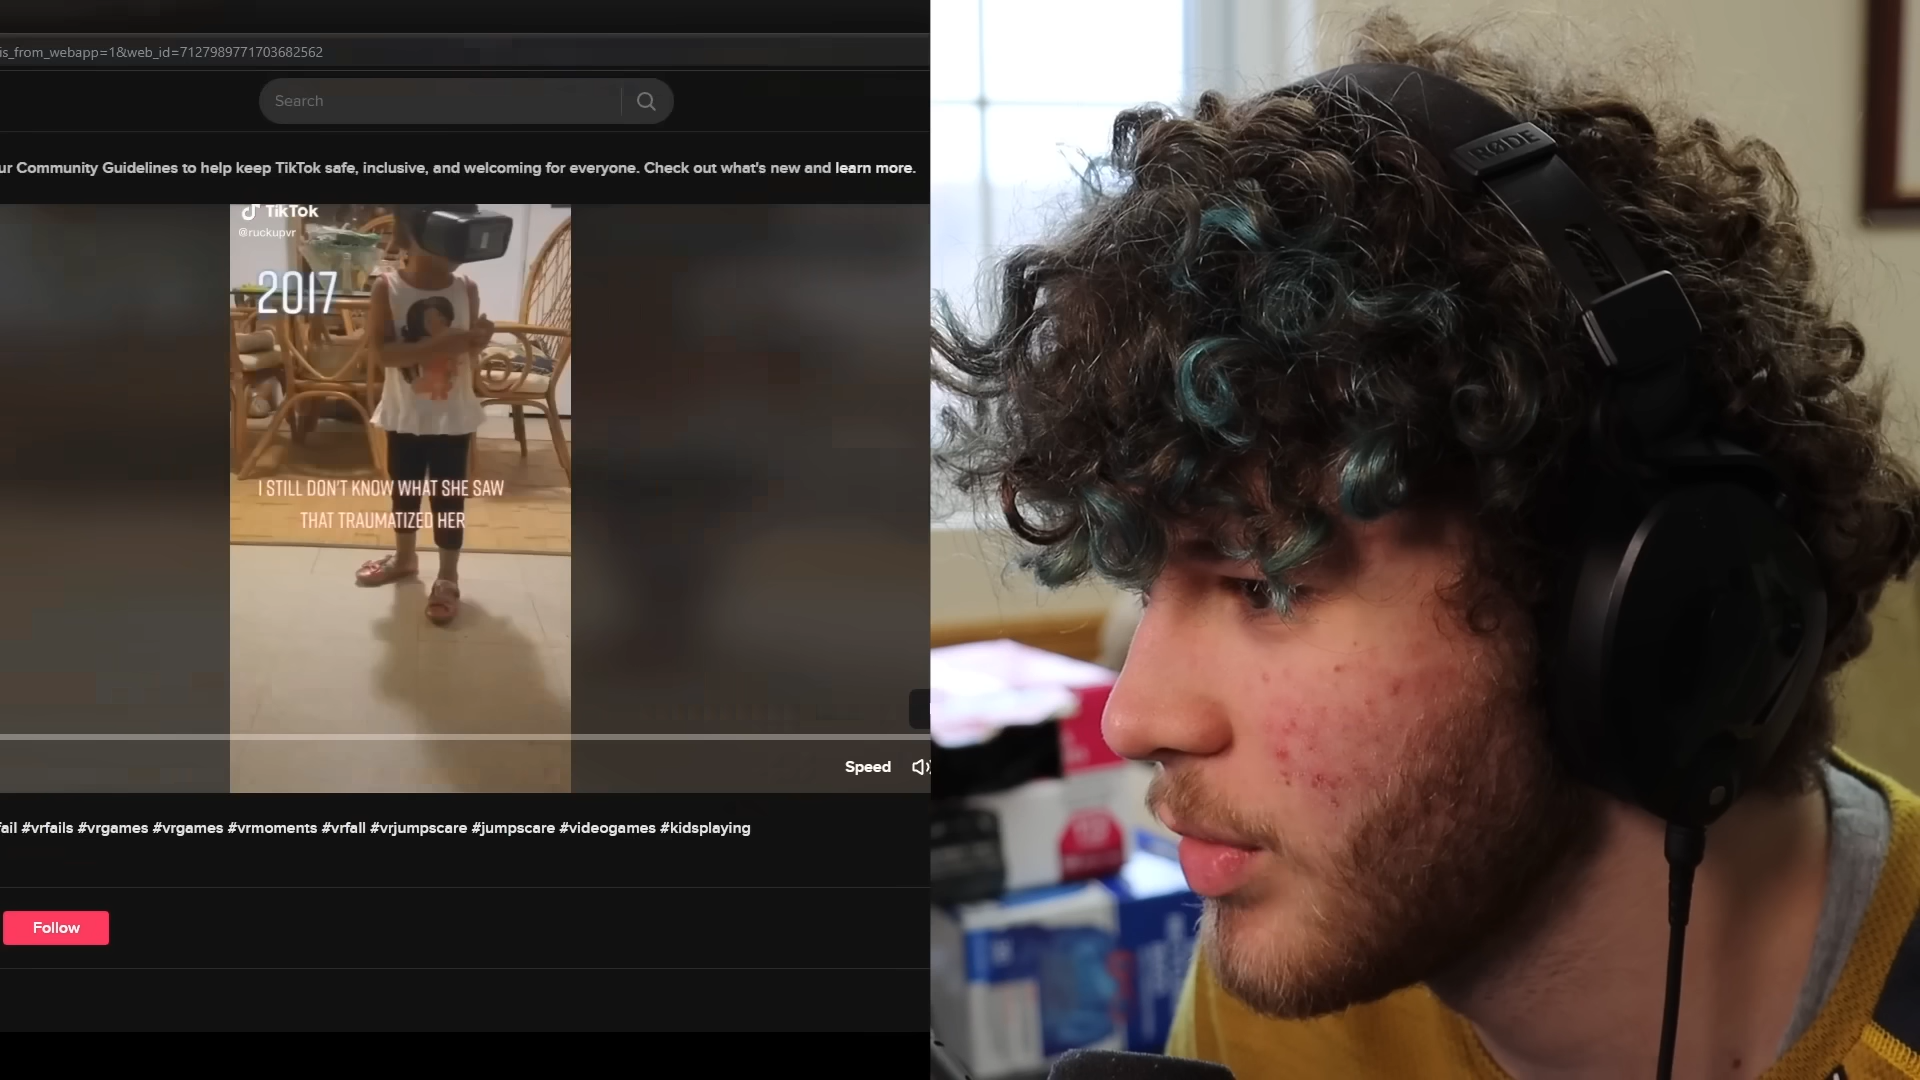 is_from_webapp=1&web_id=7127989771703682562
Search
ur Community Guidelines to help keep TikTok safe, inclusive, and welcoming for everyone. Check out what's new and learn more.
TikTok
@ruckupvr
2017
I STILL DON'T KNOW WHAT SHE SAW
THAT TRAUMATIZED HER
Speed
fail #vrfails #vrgames #vrgames #vrmoments #vrfall #vrjumpscare #jumpscare #videogames #kidsplaying
Follow
RØDE